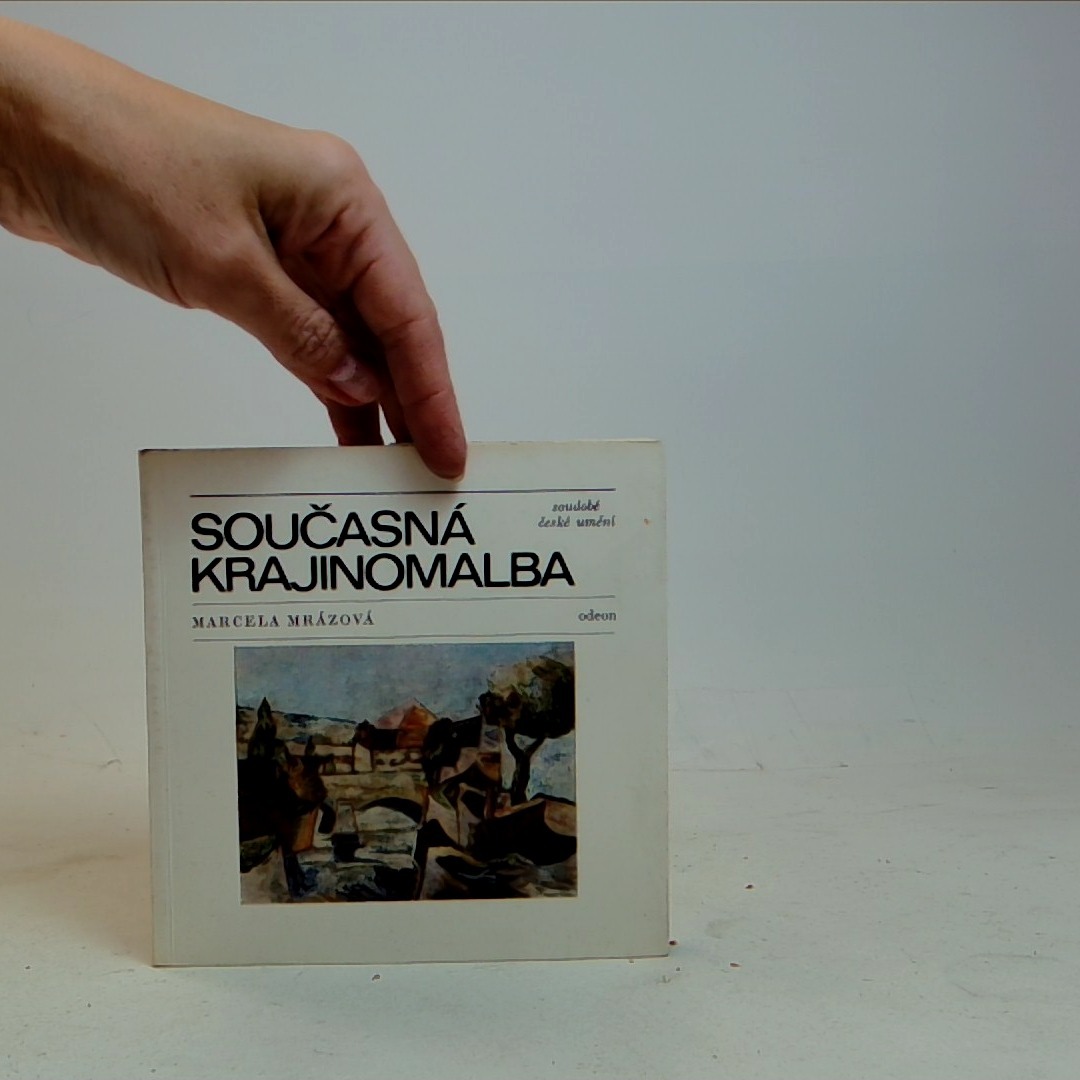 soudobé
české umění
SOUČASNÁ
KRAJINOMALBA
MARCELA MRÁZOVÁ
odeon